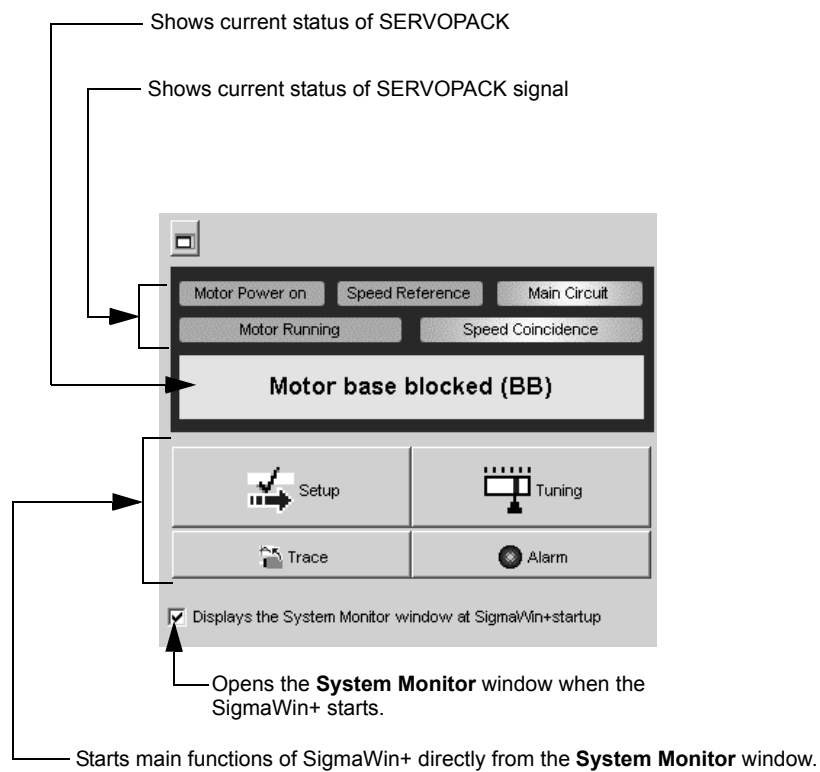 Shows current status of SERVOPACK
Shows current status of SERVOPACK signal
Motor Power on
Speed Reference
Main Circuit
Motor Running
Speed Coincidence
Motor base blocked (BB)
Setup
Tuning
Trace
Alarm
Displays the System Monitor window at SigmaWin+startup
Opens the System Monitor window when the
SigmaWin+ starts.
Starts main functions of SigmaWin+ directly from the System Monitor window.